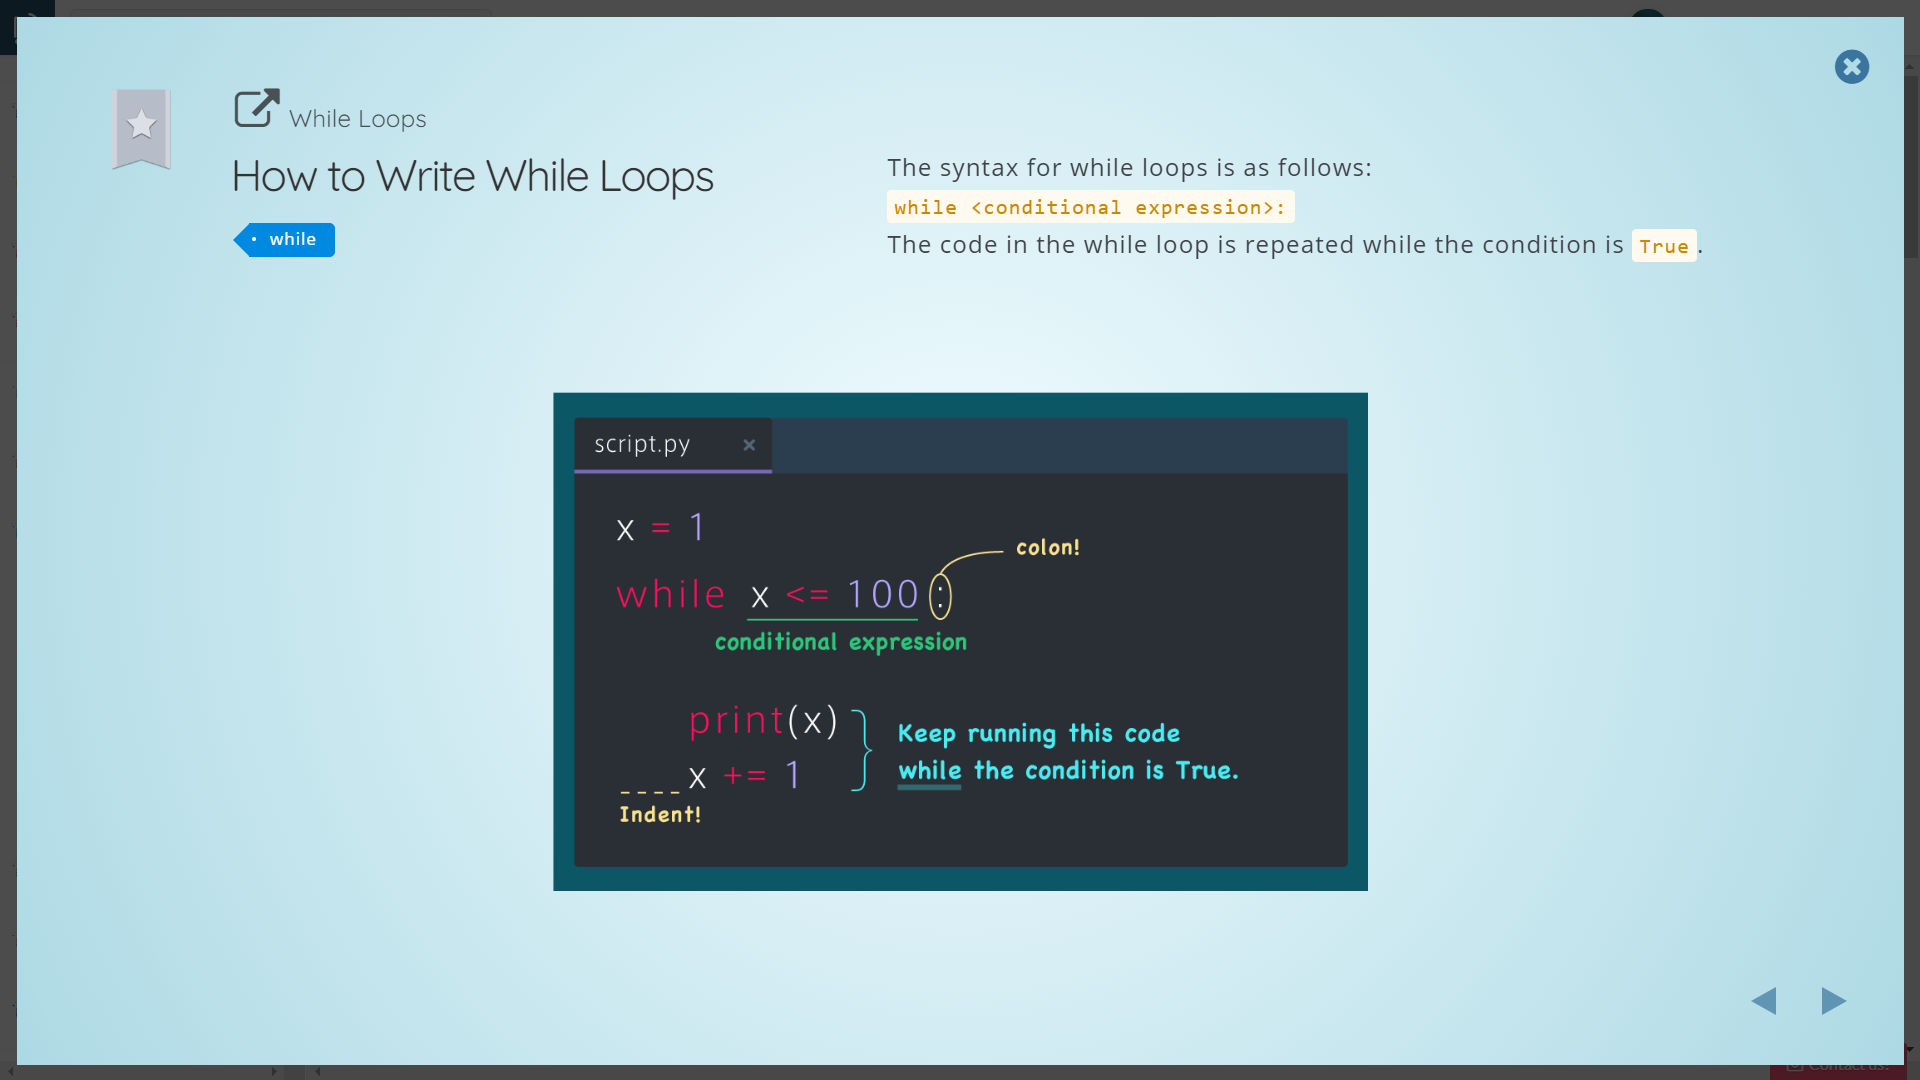 While Loops
How to Write While Loops
while
The syntax for while loops is as follows:
while <conditional expression>:
The code in the while loop is repeated while the condition is True.
script.py
x = 1
colon!
while x <= 100 :
conditional expression
print(x)
Keep running this code
while the condition is True.
x += 1
Indent!
Contact us!